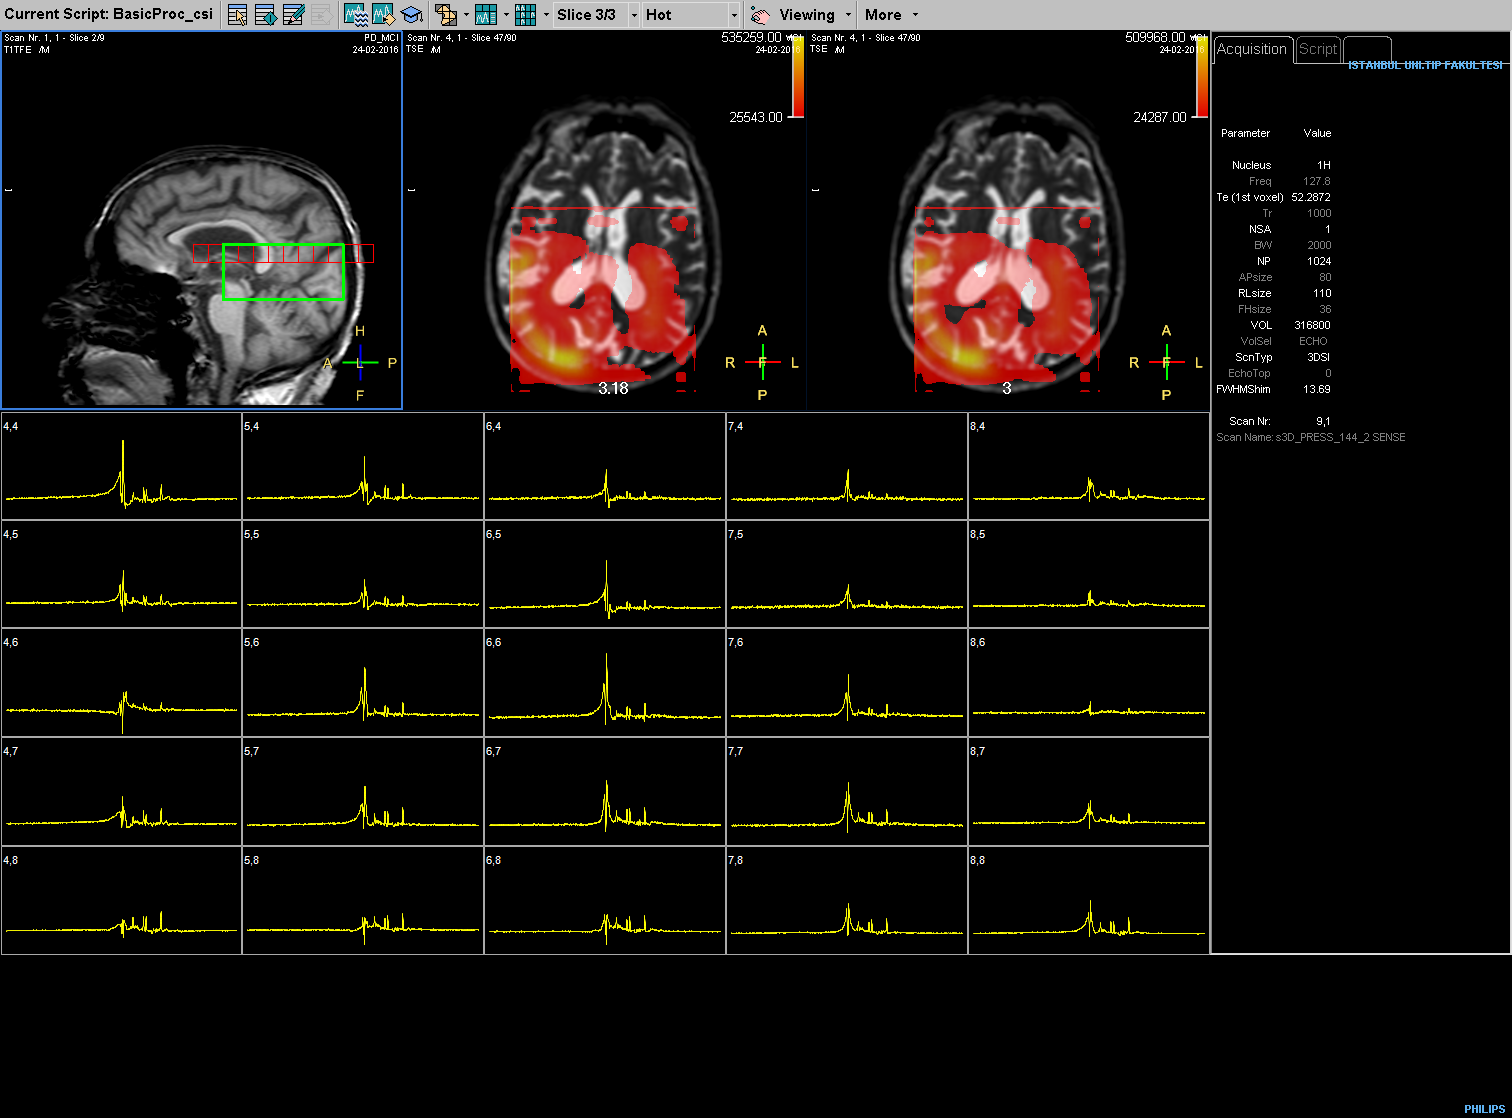 Current Script: BasicProc_csi
Slice 3/3
Hot
Viewing
More
Scan Nr. 1, 1 - Slice 2/9
PD_MCI
T1TFE /M
24-02-2016
H
A
L
P
F
Scan Nr. 4, 1 - Slice 47/90
535259.00
TSE /M
24-02-2016
25543.00
3.18
A
R
F
L
P
Scan Nr. 4, 1 - Slice 47/90
509968.00
TSE /M
24-02-2016
24287.00
3
A
R
F
L
P
Acquisition
Script
ISTANBUL UNI.TIP FAKULTESI
Parameter Value
Nucleus 1H
Freq 127.8
Te (1st voxel) 52.2872
Tr 1000
NSA 1
BW 2000
NP 1024
APsize 80
RLsize 110
FHsize 36
VOL 316800
VolSel ECHO
ScnTyp 3DSI
EchoTop 0
FWHMShim 13.69
Scan Nr: 9,1
Scan Name: s3D_PRESS_144_2 SENSE
4,4 5,4 6,4 7,4 8,4
4,5 5,5 6,5 7,5 8,5
4,6 5,6 6,6 7,6 8,6
4,7 5,7 6,7 7,7 8,7
4,8 5,8 6,8 7,8 8,8
PHILIPS